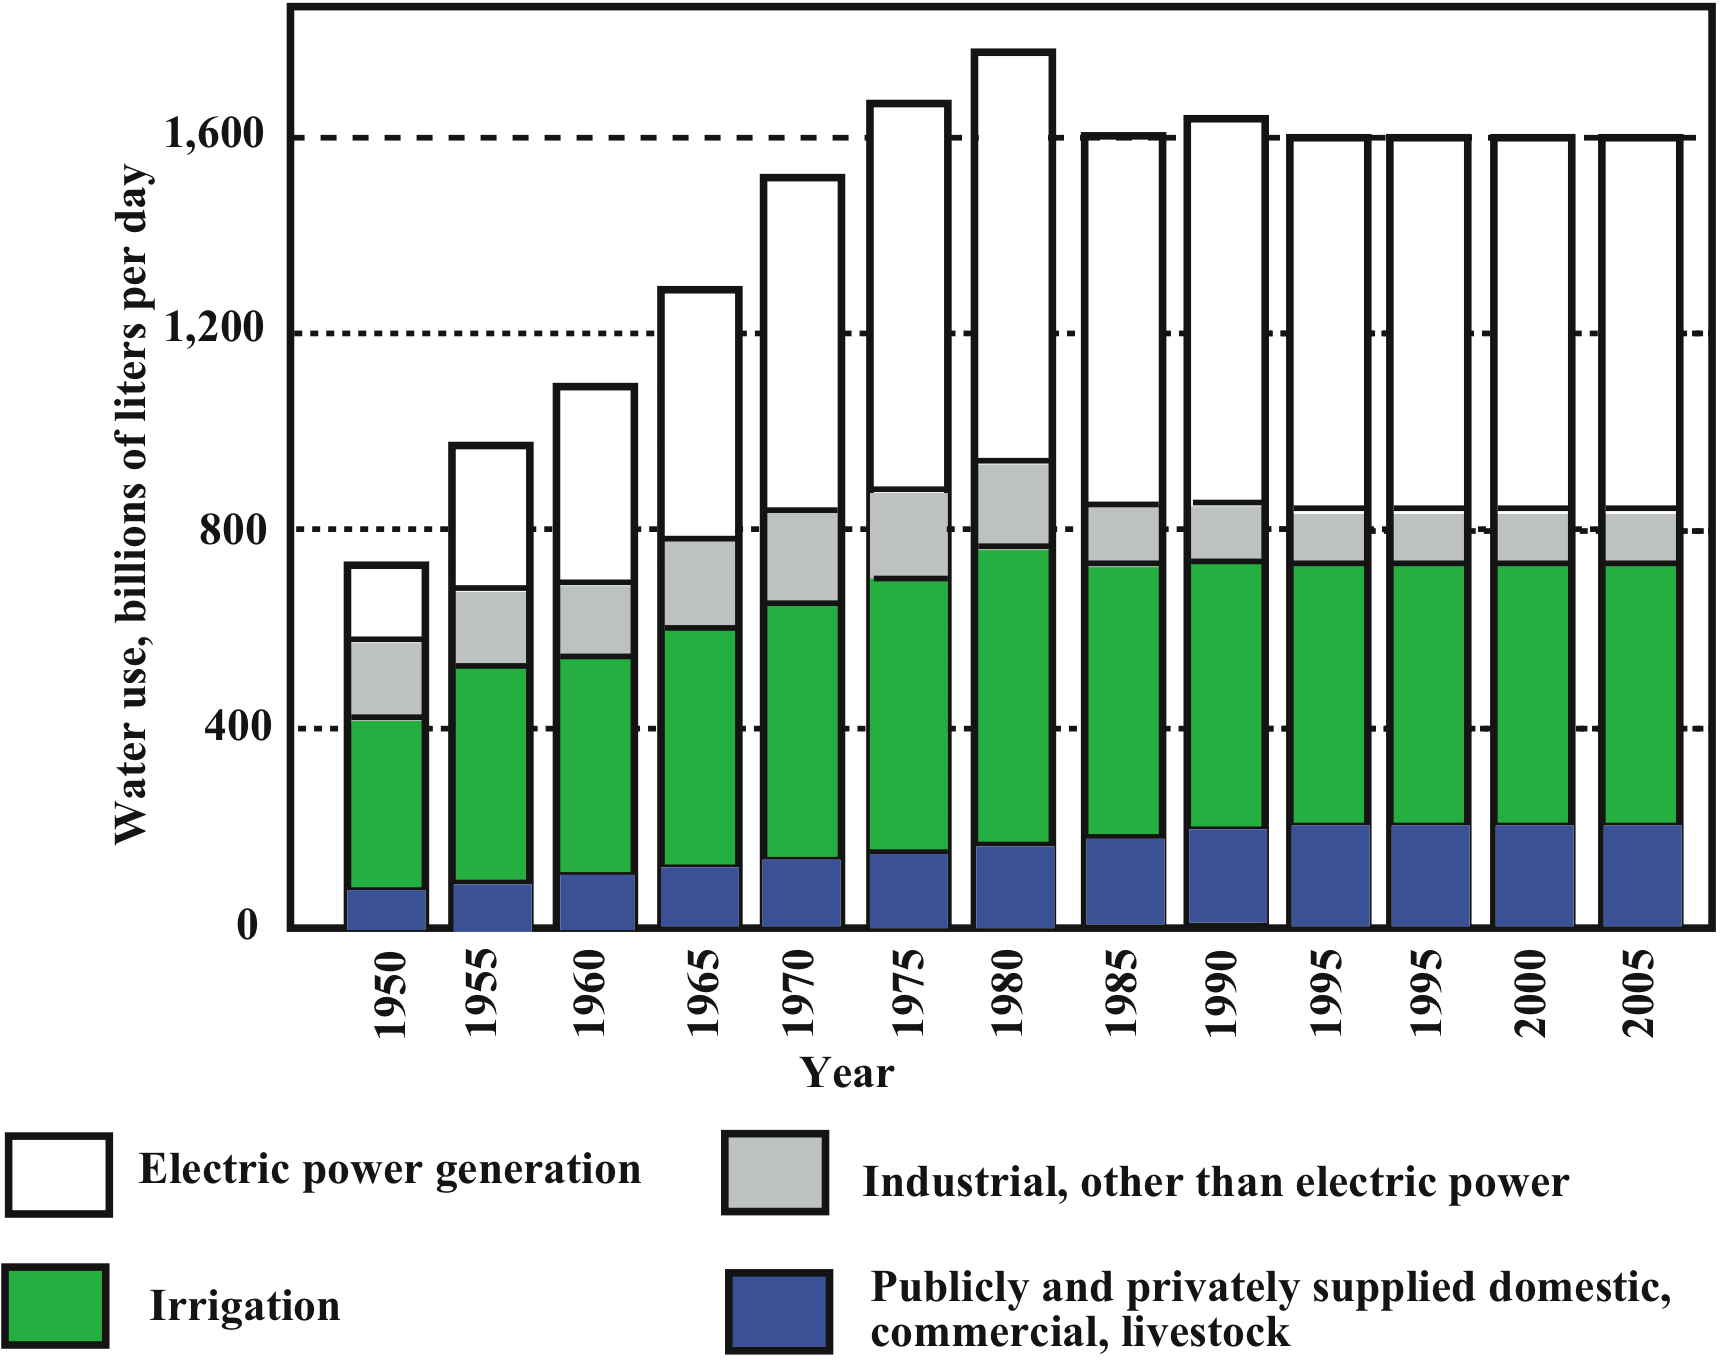 Water use, billions of liters per day
1,600
1,200
800
400
0
1950
1955
1960
1965
1970
1975
1980
1985
1990
1995
1995
2000
2005
Year
Electric power generation
Industrial, other than electric power
Irrigation
Publicly and privately supplied domestic,
commercial, livestock